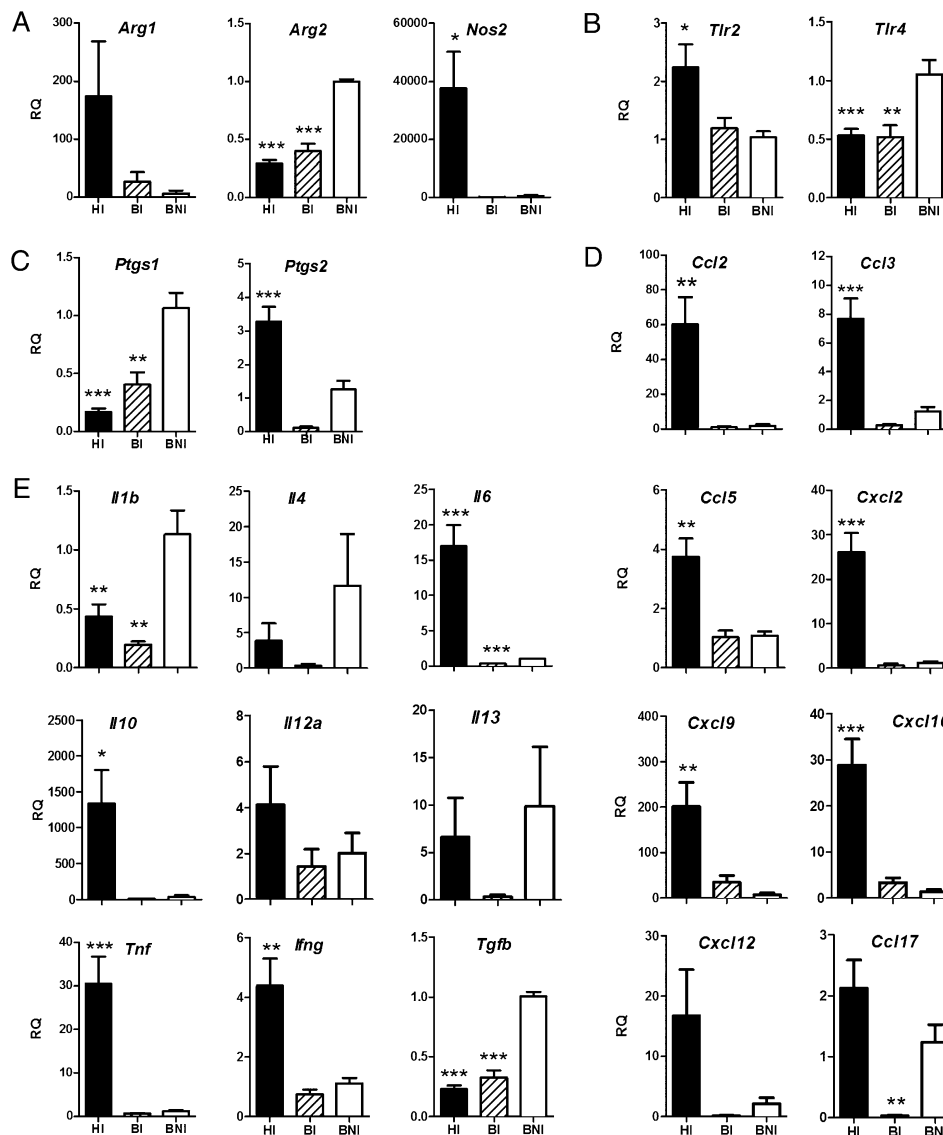 A
Arg1
RQ
300
200
100
0
HI BI BNI
Arg2
1.5
1.0
0.5
0.0
***
***
HI BI BNI
Nos2
60000
40000
20000
0
*
HI BI BNI
B
Tlr2
RQ
3
2
1
0
*
HI BI BNI
Tlr4
1.5
1.0
0.5
0.0
***
**
HI BI BNI
C
Ptgs1
RQ
1.5
1.0
0.5
0.0
***
**
HI BI BNI
Ptgs2
5
4
3
2
1
0
***
HI BI BNI
D
Ccl2
RQ
100
80
60
40
20
0
**
Ccl3
12
10
8
6
4
2
0
***
E
Il1b
RQ
1.5
1.0
0.5
0.0
**
**
Il4
25
20
15
10
5
0
Il6
25
20
15
10
5
0
***
***
Ccl5
RQ
6
4
2
0
**
Cxcl2
40
30
20
10
0
***
Il10
RQ
2500
2000
1500
1000
500
0
*
Il12a
8
6
4
2
0
Il13
20
15
10
5
0
Cxcl9
RQ
400
300
200
100
0
**
Cxcl10
40
30
20
10
0
***
Tnf
RQ
40
30
20
10
0
***
HI BI BNI
Ifng
6
4
2
0
**
HI BI BNI
Tgfb
1.5
1.0
0.5
0.0
***
***
HI BI BNI
Cxcl12
RQ
30
20
10
0
HI BI BNI
Ccl17
3
2
1
0
**
HI BI BNI